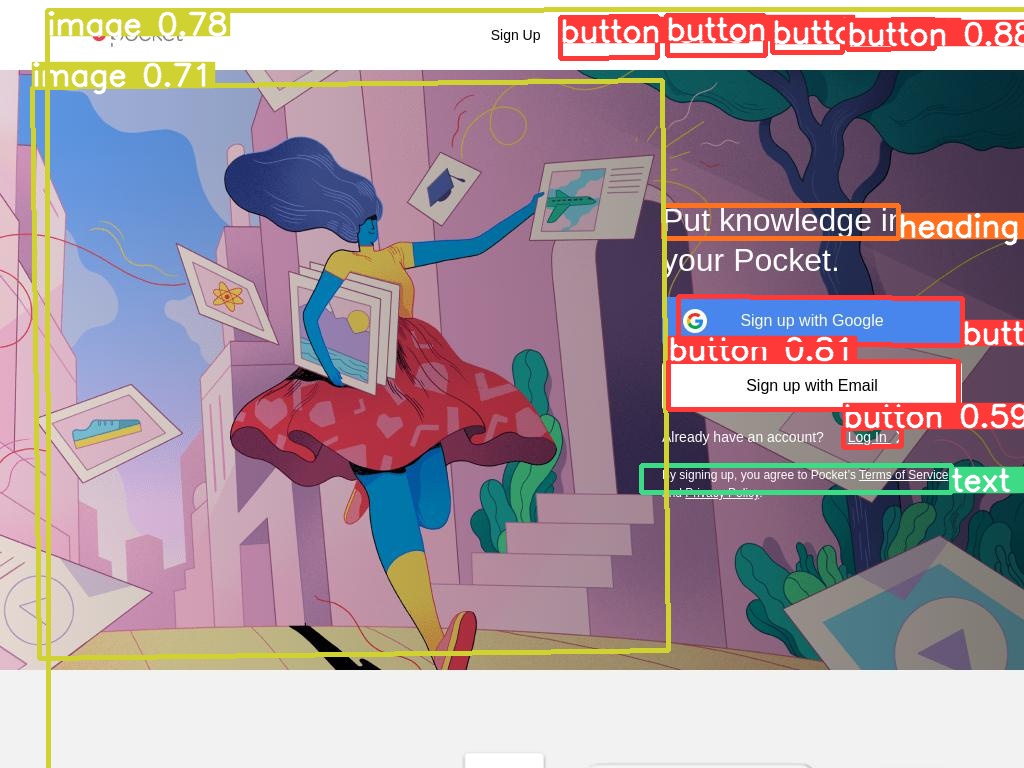 image 0.78
pocket
Sign Up
button
button
button 0.88
image 0.71
Put knowledge in
heading
your Pocket.
Sign up with Google
button 0.81
Sign up with Email
button 0.59
Already have an account?
Log In
By signing up, you agree to Pocket's Terms of Service
text
and Privacy Policy.